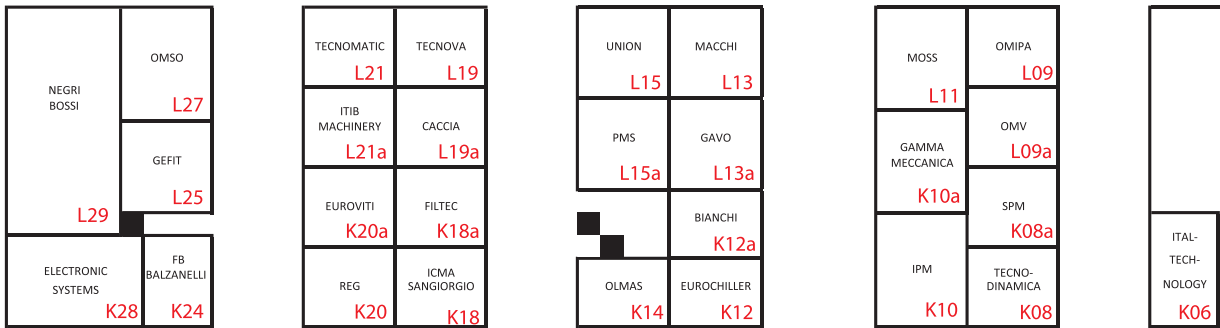 NEGRI
BOSSI
L29
OMSO
L27
GEFIT
L25
ELECTRONIC
SYSTEMS
K28
FB
BALZANELLI
K24
TECNOMATIC
L21
TECNOVA
L19
ITIB
MACHINERY
L21a
CACCIA
L19a
EUROVITI
K20a
FILTEC
K18a
REG
K20
ICMA
SANGIORGIO
K18
UNION
L15
MACCHI
L13
PMS
L15a
GAVO
L13a
BIANCHI
K12a
OLMAS
K14
EUROCHILLER
K12
MOSS
L11
OMIPA
L09
GAMMA
MECCANICA
K10a
OMV
L09a
SPM
K08a
IPM
K10
TECNO-
DINAMICA
K08
ITAL-
TECH-
NOLOGY
K06